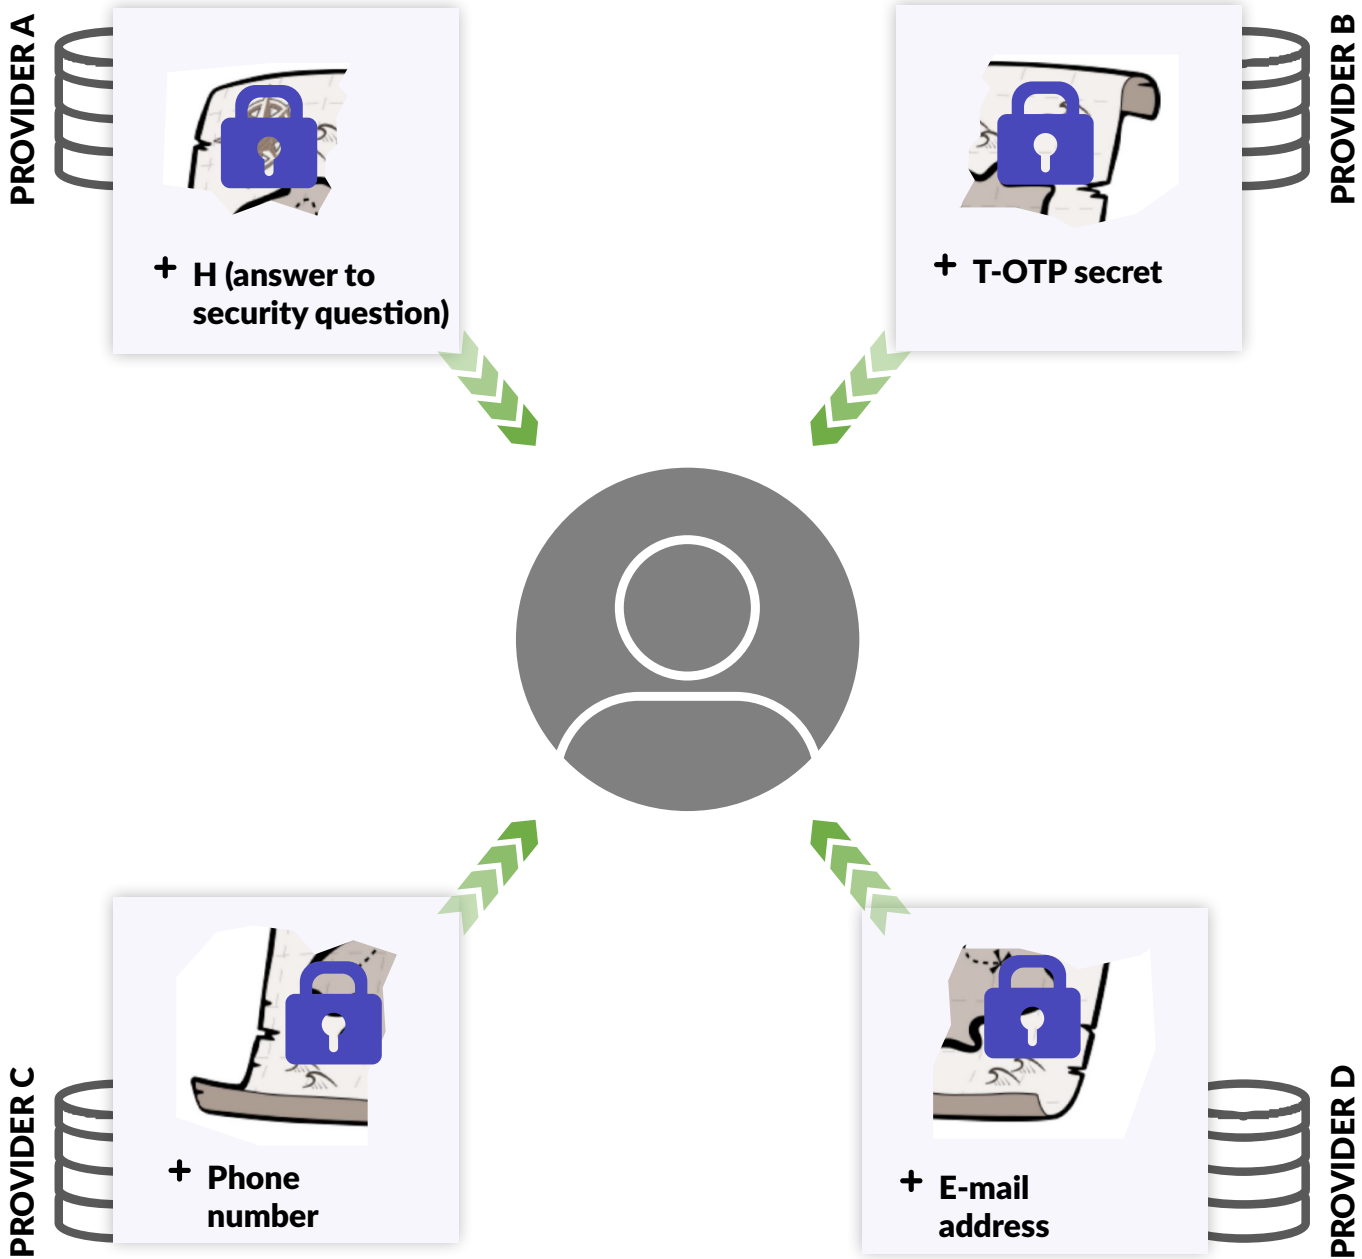 PROVIDER A
+ H (answer to
security question)
PROVIDER B
+ T-OTP secret
PROVIDER C
+ Phone
number
PROVIDER D
+ E-mail
address